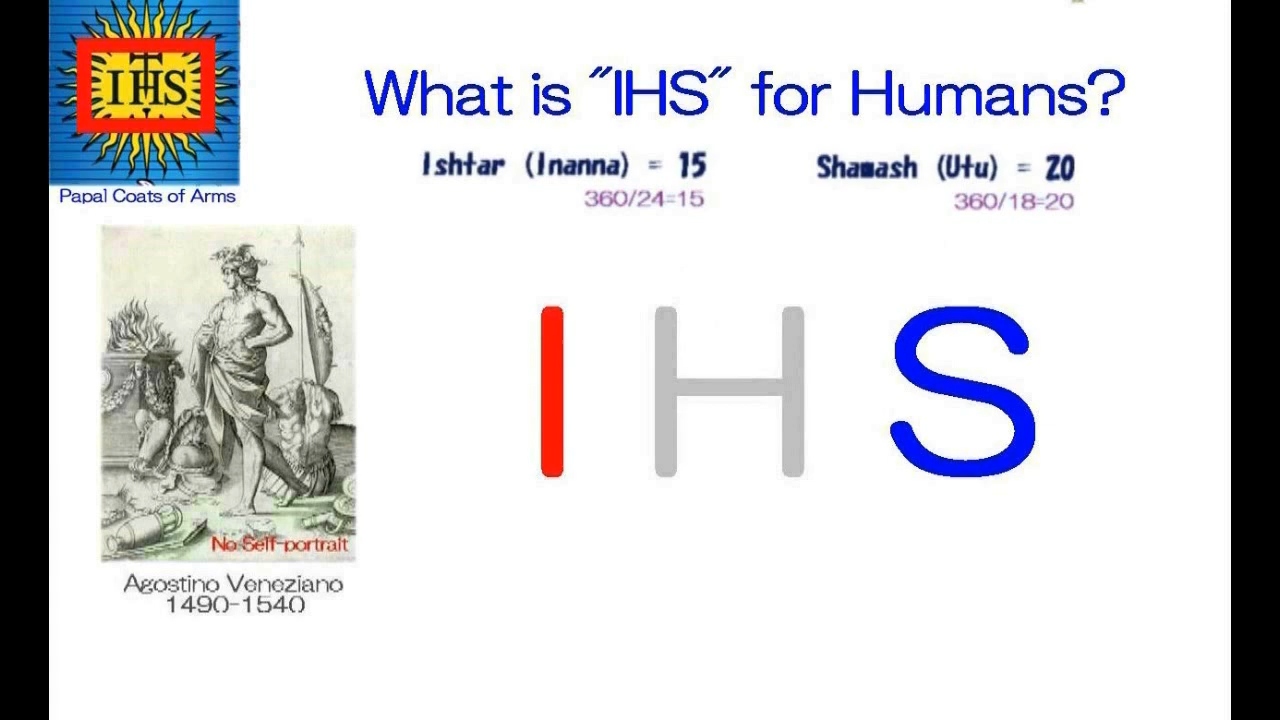 IHS
Papal Coats of Arms
What is "IHS" for Humans?
Ishtar (Inanna) = 15
360/24=15
Shamash (Utu) = 20
360/18=20
I H S
No Self-portrait
Agostino Veneziano
1490-1540